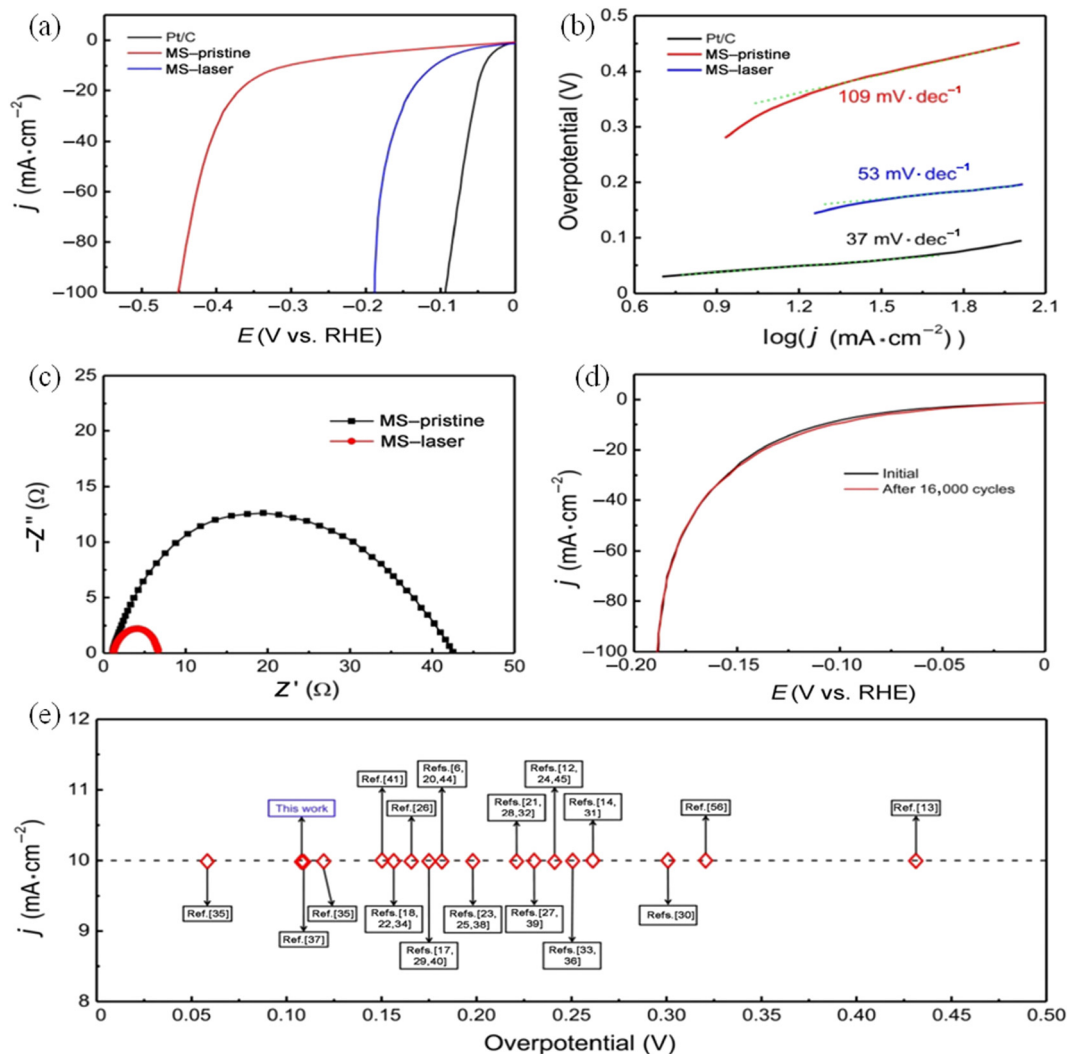 (a)
Pt/C
MS–pristine
MS–laser
0
−20
−40
−60
−80
−100
j (mA·cm⁻²)
−0.5
−0.4
−0.3
−0.2
−0.1
0
E (V vs. RHE)
(b)
Pt/C
MS–pristine
MS–laser
109 mV·dec⁻¹
53 mV·dec⁻¹
37 mV·dec⁻¹
0.5
0.4
0.3
0.2
0.1
0
Overpotential (V)
0.6
0.9
1.2
1.5
1.8
2.1
log(j (mA·cm⁻²))
(c)
MS–pristine
MS–laser
25
20
15
10
5
0
−Z″ (Ω)
0
10
20
30
40
50
Z′ (Ω)
(d)
Initial
After 16,000 cycles
0
−20
−40
−60
−80
−100
j (mA·cm⁻²)
−0.20
−0.15
−0.10
−0.05
0
E (V vs. RHE)
(e)
12
11
10
9
8
j (mA·cm⁻²)
This work
Ref.[41]
Ref.[26]
Refs.[6,
20,44]
Refs.[21,
28,32]
Refs.[12,
24,45]
Refs.[14,
31]
Ref.[56]
Ref.[13]
Ref.[35]
Ref.[37]
Ref.[35]
Refs.[18,
22,34]
Refs.[17,
29,40]
Refs.[23,
25,38]
Refs.[27,
39]
Refs.[33,
36]
Refs.[30]
0
0.05
0.10
0.15
0.20
0.25
0.30
0.35
0.40
0.45
0.50
Overpotential (V)